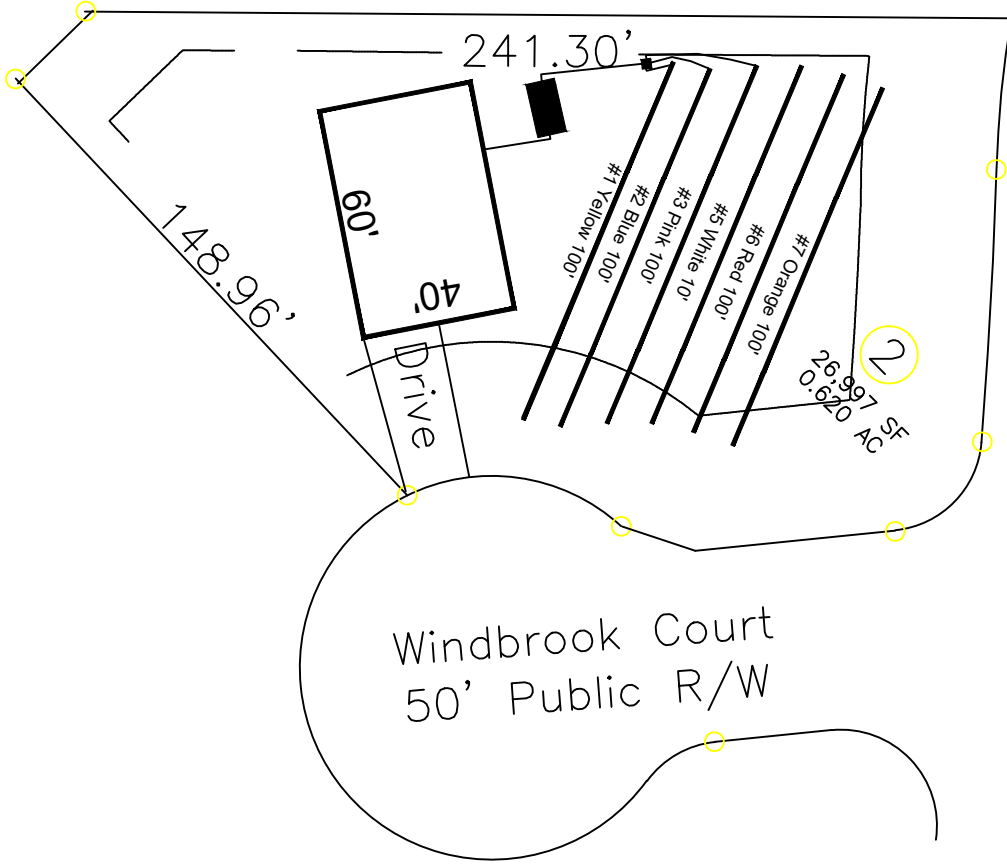 241.30'
148.96'
60'
40'
Drive
#1 Yellow 100'
#2 Blue 100'
#3 Pink 100'
#5 White 10'
#6 Red 100'
#7 Orange 100'
2
26,997 SF
0.620 AC
Windbrook Court
50' Public R/W